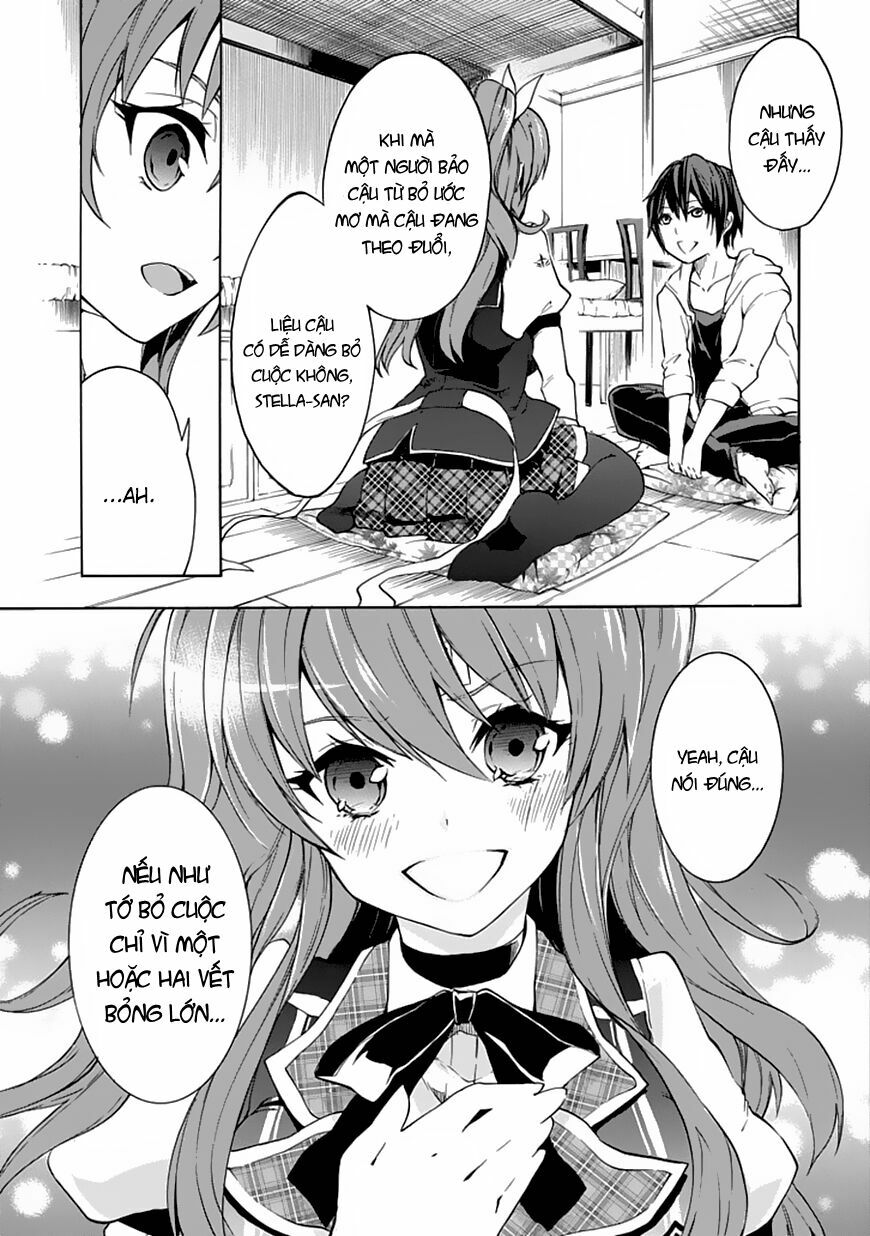 NHƯNG
CẬU THẤY
ĐẤY...
KHI MÀ
MỘT NGƯỜI BẢO
CẬU TỪ BỎ ƯỚC
MƠ MÀ CẬU ĐANG
THEO ĐUỔI,
LIỆU CẬU
CÓ DỄ DÀNG BỎ
CUỘC KHÔNG,
STELLA-SAN?
...AH.
YEAH, CẬU
NÓI ĐÚNG...
NẾU NHƯ
TỚ BỎ CUỘC
CHỈ VÌ MỘT
HOẶC HAI VẾT
BỎNG LỚN...